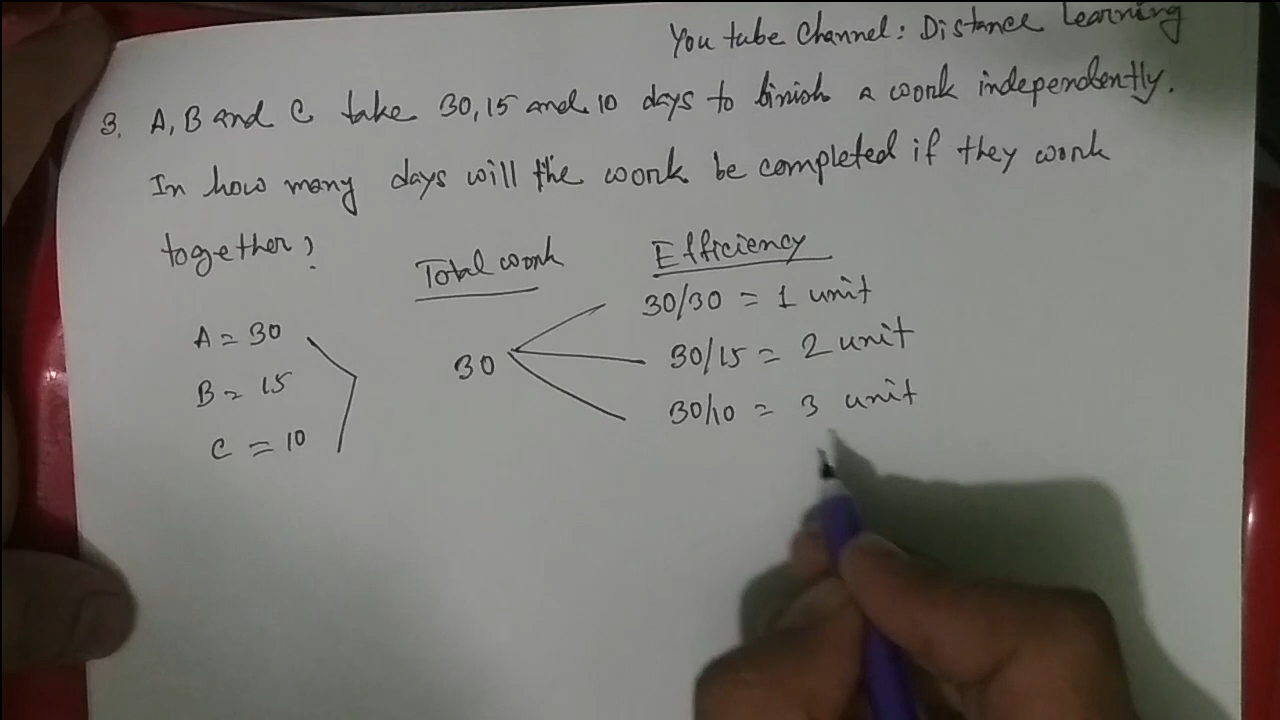 You tube Channel: Distance Learning
3. A, B and C take 30, 15 and 10 days to finish a work independently.
In how many days will the work be completed if they work
together?
Total work
Efficiency
A = 30
B = 15
C = 10
30
30/30 = 1 unit
30/15 = 2 unit
30/10 = 3 unit